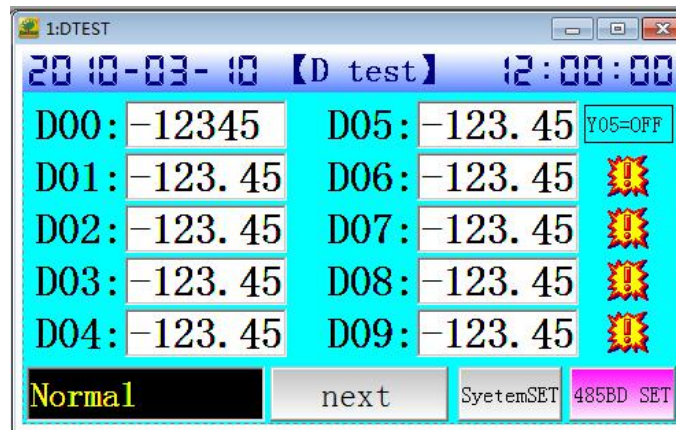 1:DTEST
2010-03-10 【D test】 12:00:00
D00:-12345 D05:-123.45 Y05=OFF
D01:-123.45 D06:-123.45
D02:-123.45 D07:-123.45
D03:-123.45 D08:-123.45
D04:-123.45 D09:-123.45
Normal next SyetemSET 485BD SET